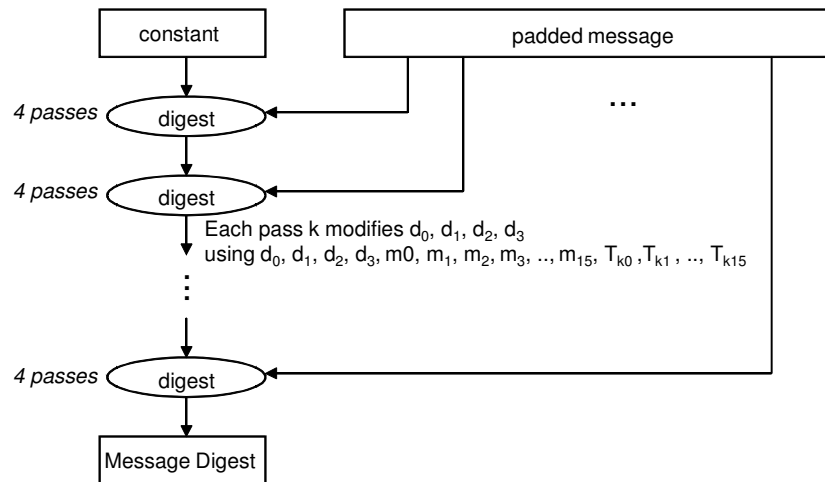 constant
padded message
4 passes
digest
...
4 passes
digest
Each pass k modifies d₀, d₁, d₂, d₃
using d₀, d₁, d₂, d₃, m0, m₁, m₂, m₃, .., m₁₅, Tₖ₀ ,Tₖ₁ , .., Tₖ₁₅
4 passes
digest
Message Digest